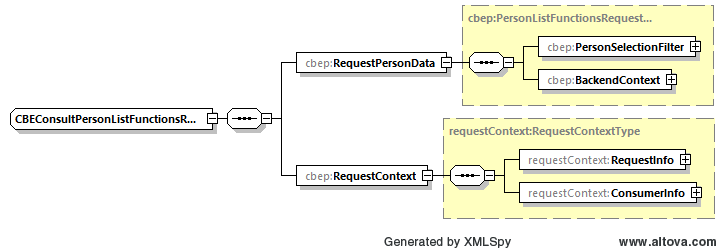 cbep:PersonListFunctionsRequest...
cbep:PersonSelectionFilter
cbep:RequestPersonData
cbep:BackendContext
CBEConsultPersonListFunctionsR...
requestContext:RequestContextType
requestContext:RequestInfo
cbep:RequestContext
requestContext:ConsumerInfo
Generated by XMLSpy
www.altova.com